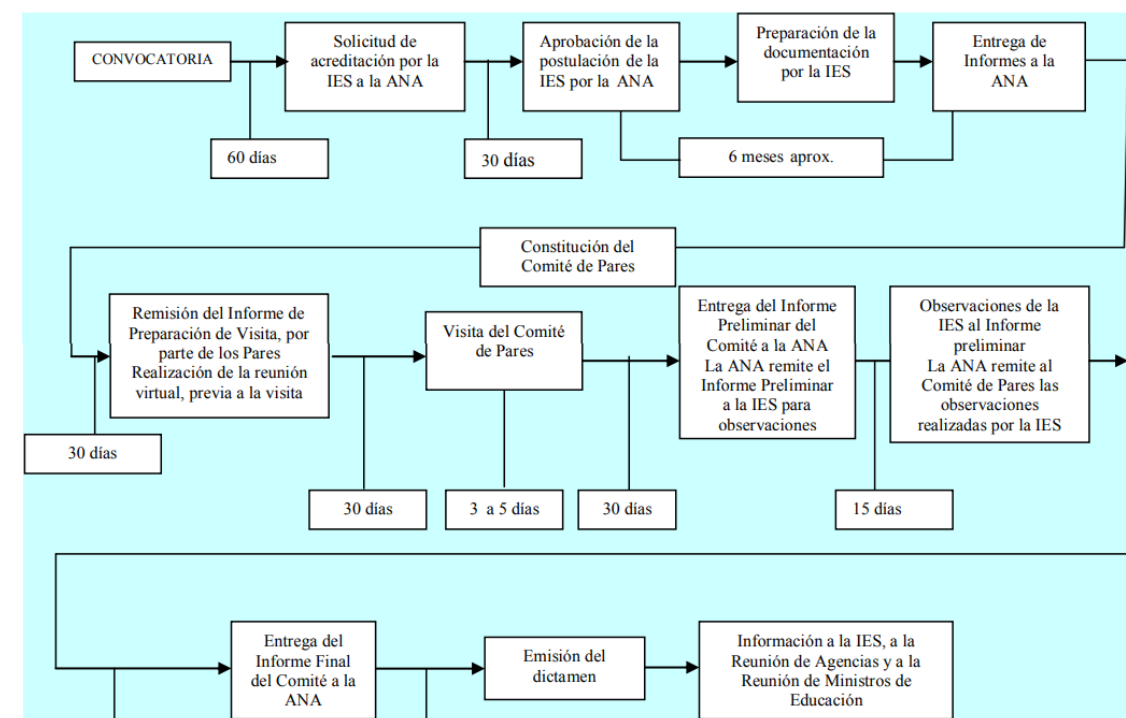 CONVOCATORIA
Solicitud de
acreditación por la
IES a la ANA
Aprobación de la
postulación de la
IES por la ANA
Preparación de la
documentación
por la IES
Entrega de
Informes a la
ANA
60 días
30 días
6 meses aprox.
Constitución del
Comité de Pares
Remisión del Informe de
Preparación de Visita, por
parte de los Pares
Realización de la reunión
virtual, previa a la visita
Visita del Comité
de Pares
Entrega del Informe
Preliminar del
Comité a la ANA
La ANA remite el
Informe Preliminar
a la IES para
observaciones
Observaciones de la
IES al Informe
preliminar
La ANA remite al
Comité de Pares las
observaciones
realizadas por la IES
30 días
30 días
3 a 5 días
30 días
15 días
Entrega del
Informe Final
del Comité a la
ANA
Emisión del
dictamen
Información a la IES, a la
Reunión de Agencias y a la
Reunión de Ministros de
Educación